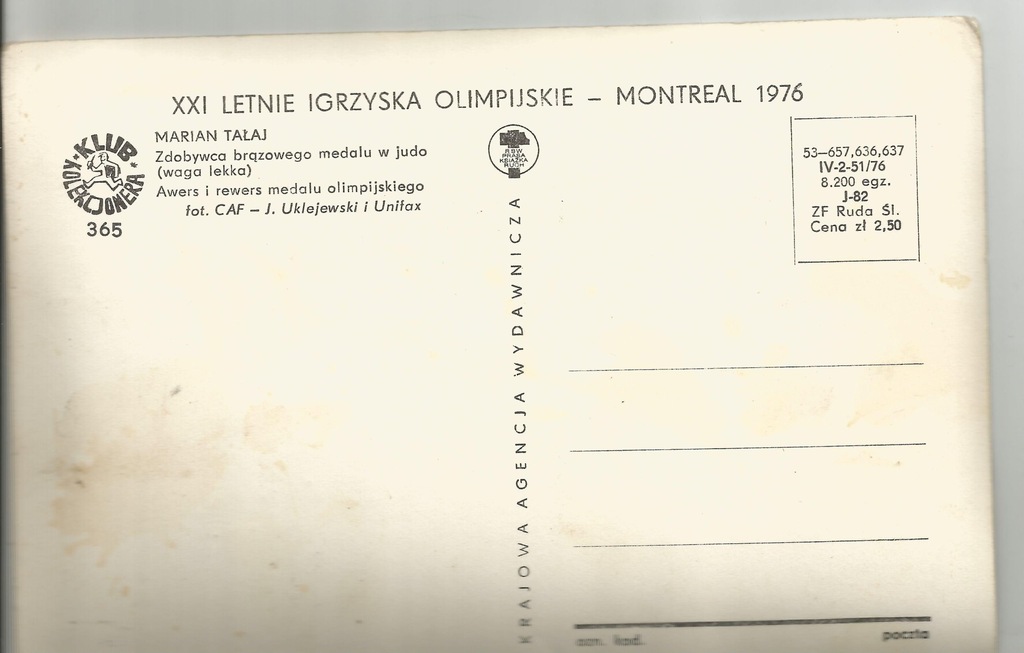 XXI LETNIE IGRZYSKA OLIMPIJSKIE – MONTREAL 1976
KLUB KOLEKCJONERA
365
MARIAN TAŁAJ
Zdobywca brązowego medalu w judo
(waga lekka)
Awers i rewers medalu olimpijskiego
fot. CAF – J. Uklejewski i Unifax
RSW
PRASA
KSIĄŻKA
RUCH
KRAJOWA AGENCJA WYDAWNICZA
53–657,636,637
IV-2-51/76
8.200 egz.
J-82
ZF Ruda Śl.
Cena zł 2,50
ozn. kod. poczta